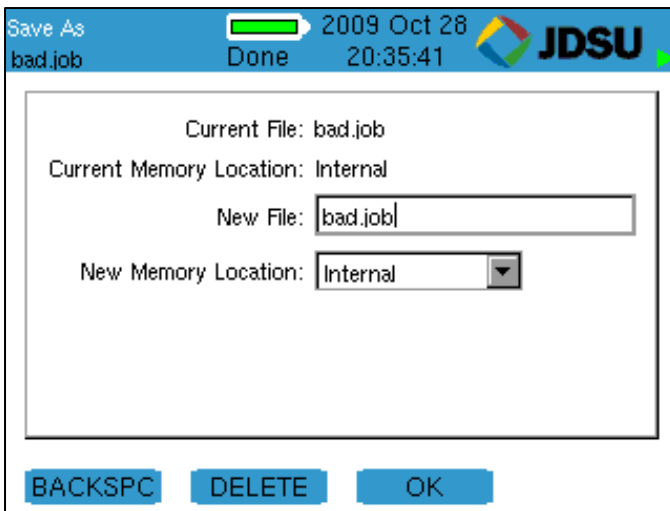 Save As
2009 Oct 28
JDSU
bad.job
Done
20:35:41
Current File: bad.job
Current Memory Location: Internal
New File: bad.job
New Memory Location: Internal
BACKSPC
DELETE
OK